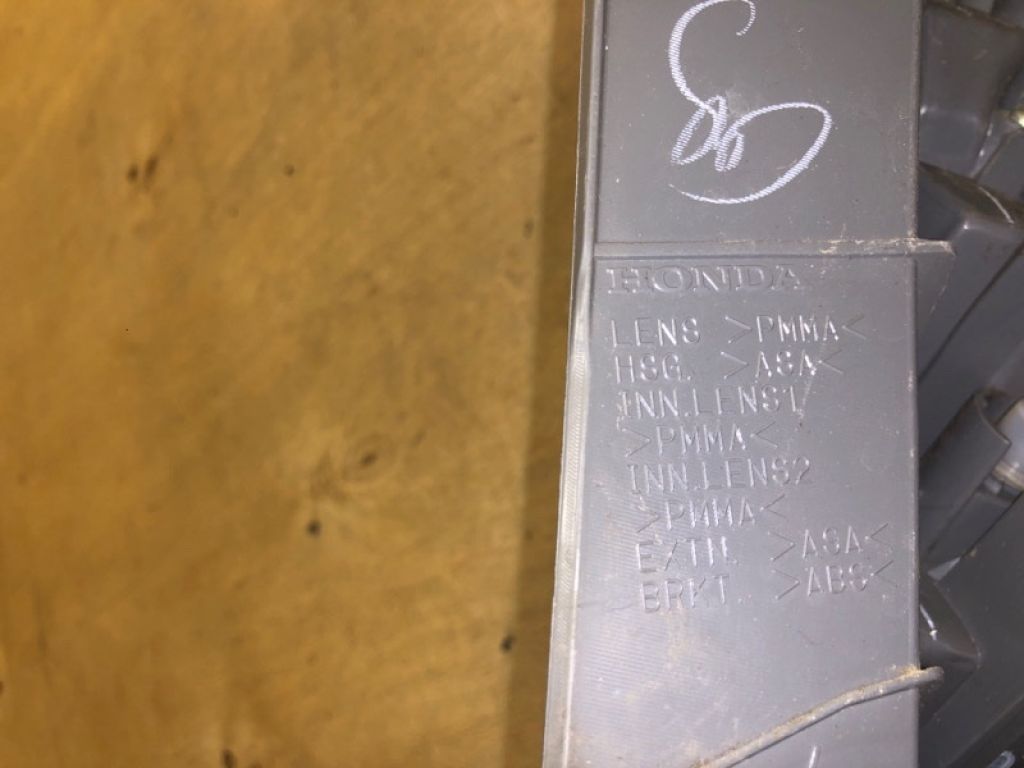 HONDA
LENS >PMMA<
HSG. >ASA<
INN.LENS1
>PMMA<
INN.LENS2
>PMMA<
EXTN. >ASA<
BRKT. >ABS<